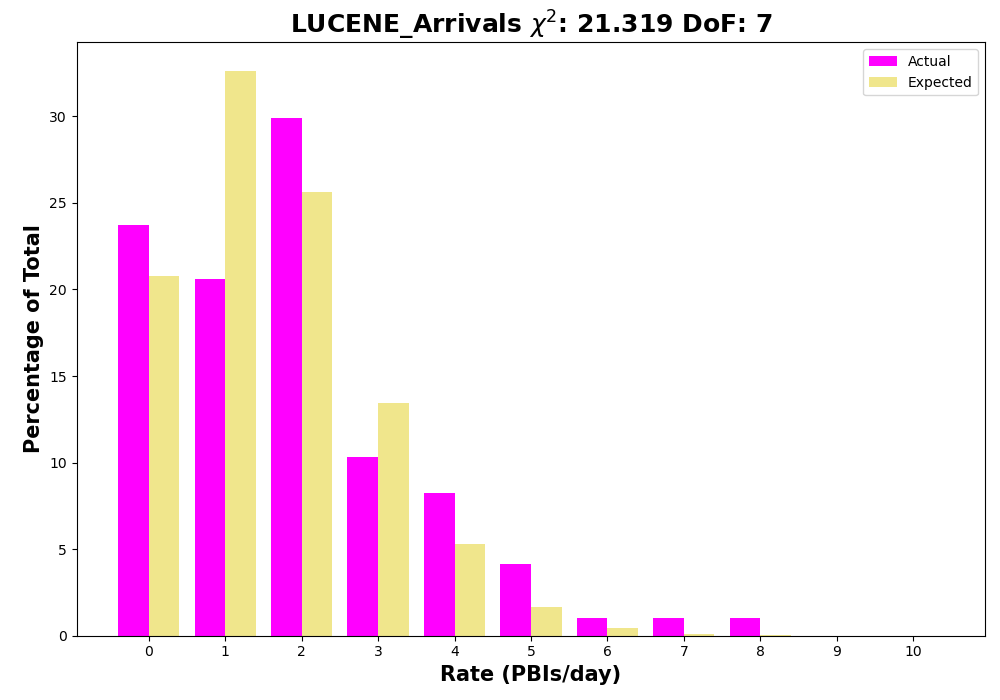 LUCENE_Arrivals χ²: 21.319 DoF: 7
Actual
Expected
Percentage of Total
30
25
20
15
10
5
0
0 1 2 3 4 5 6 7 8 9 10
Rate (PBIs/day)